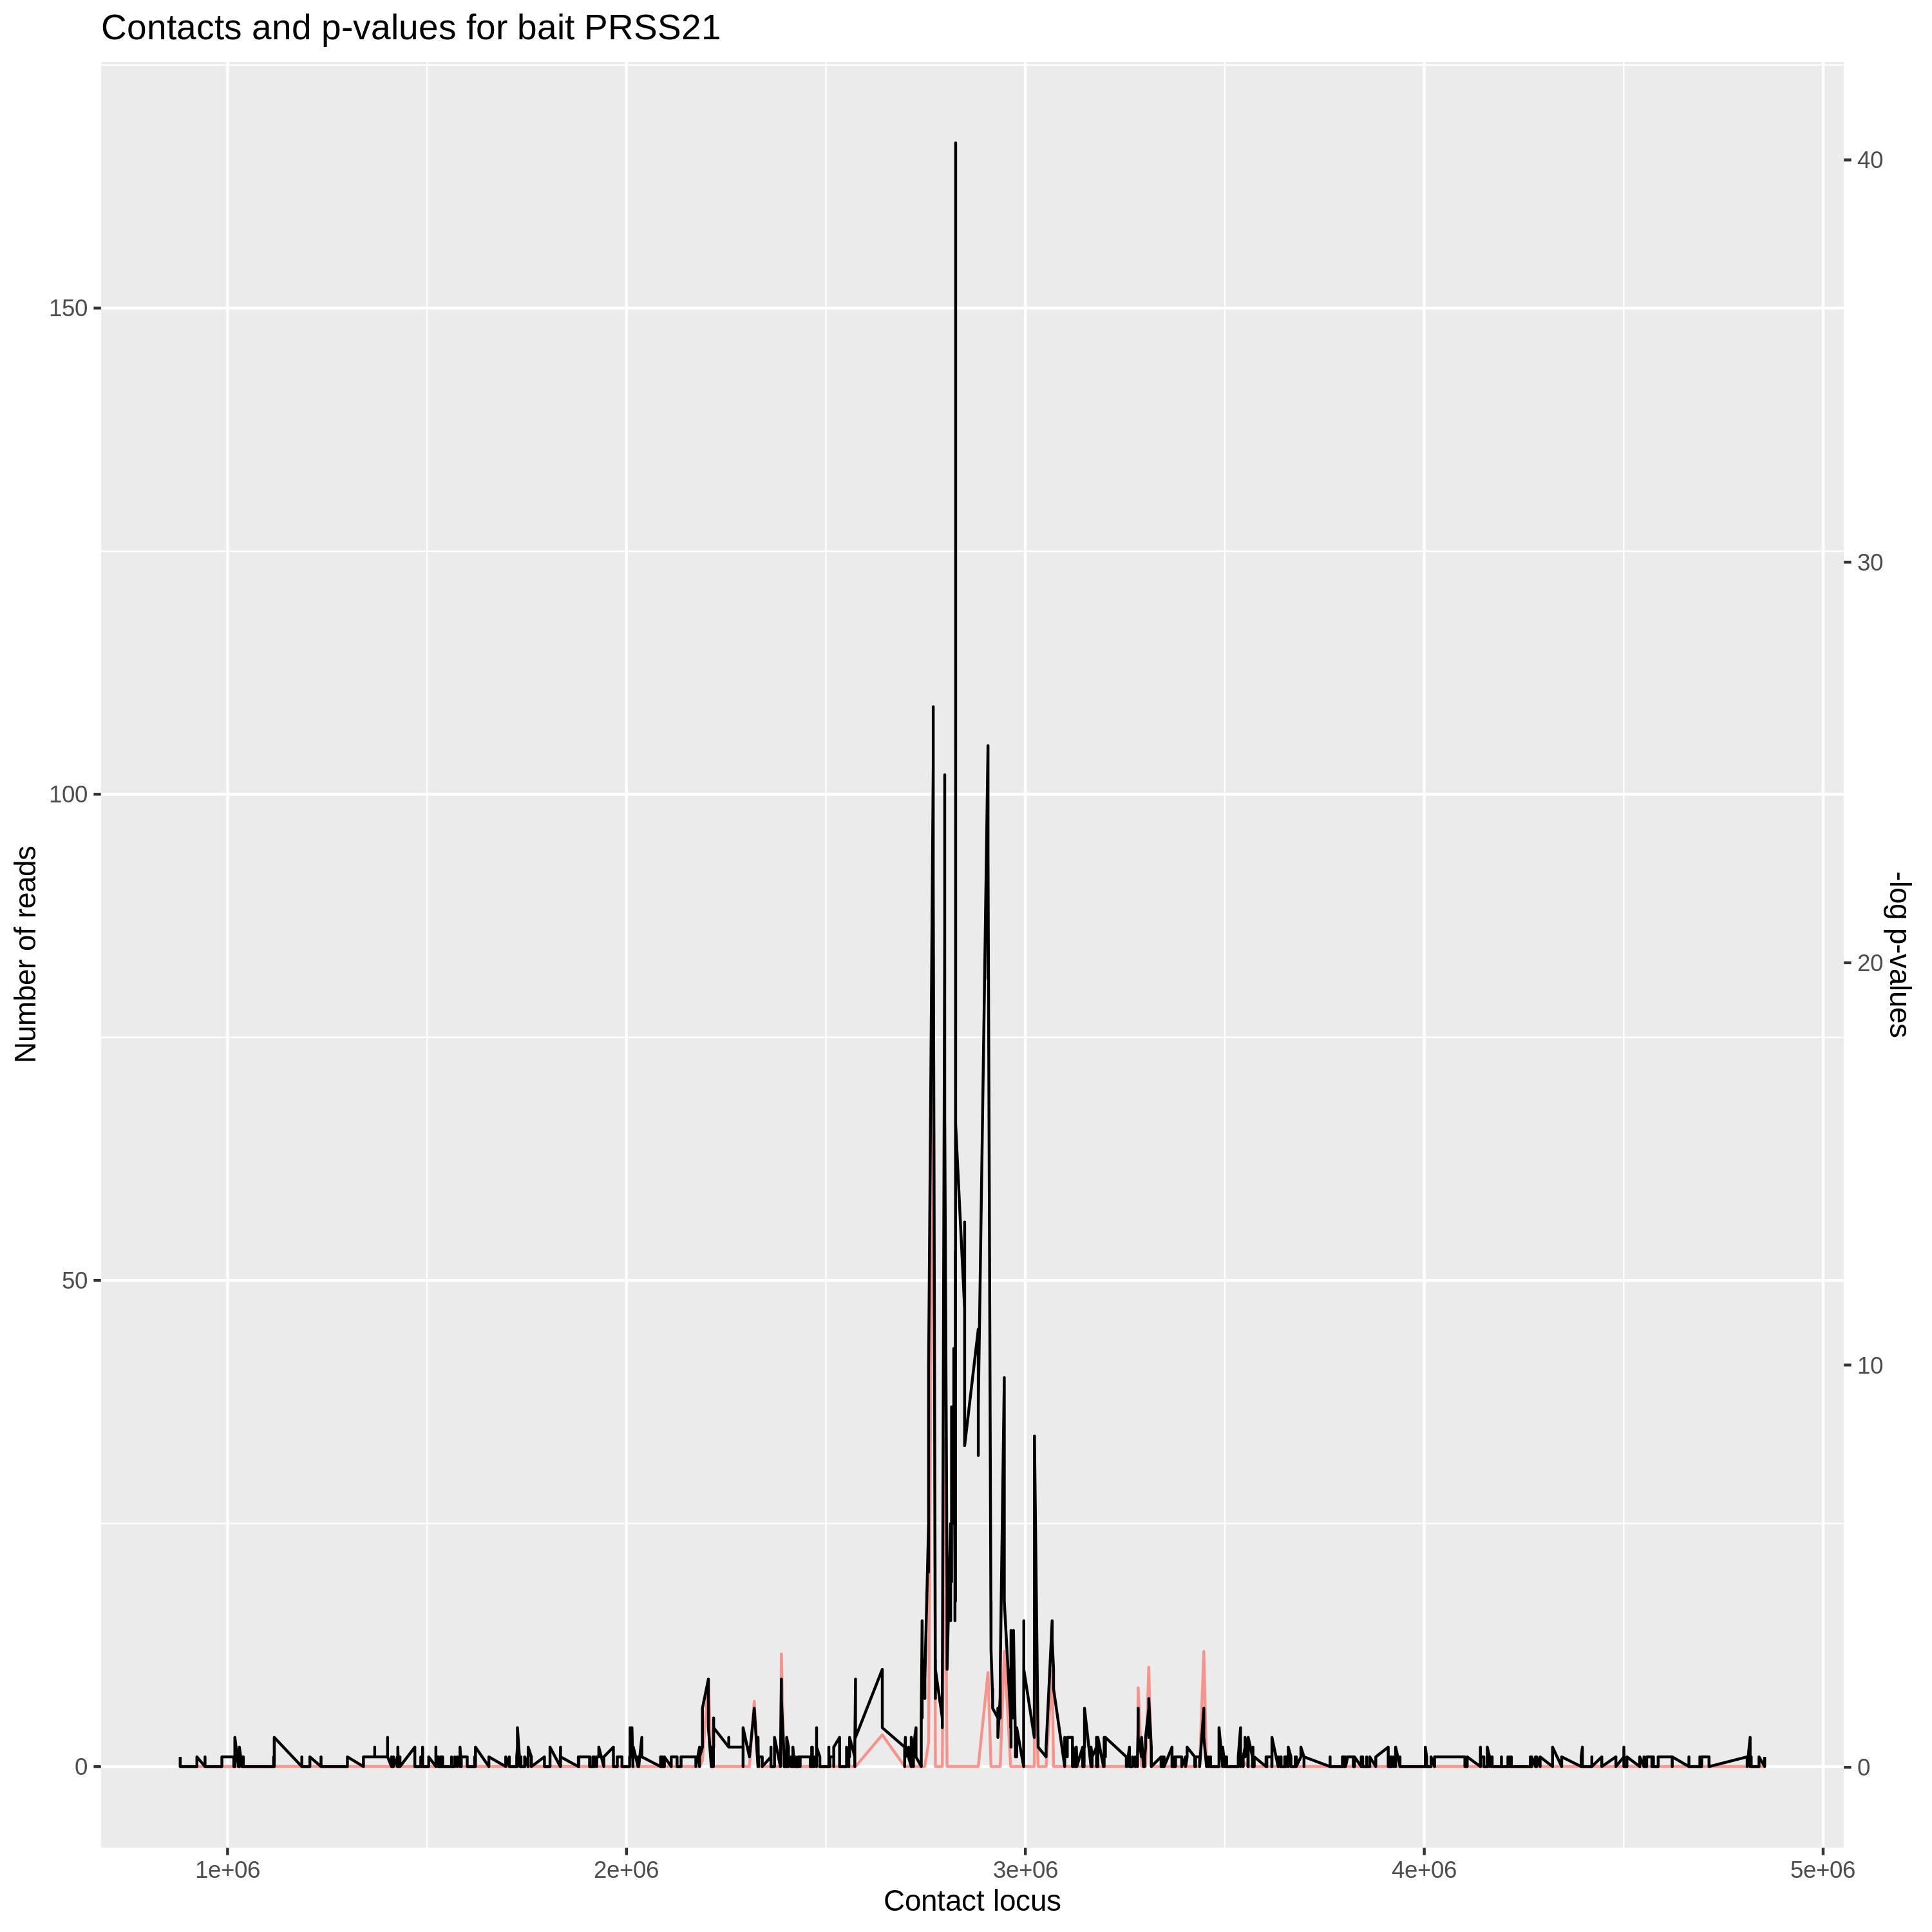 Contacts and p-values for bait PRSS21
Number of reads
150
100
50
0
40
30
20
10
0
-log p-values
1e+06 2e+06 3e+06 4e+06 5e+06
Contact locus